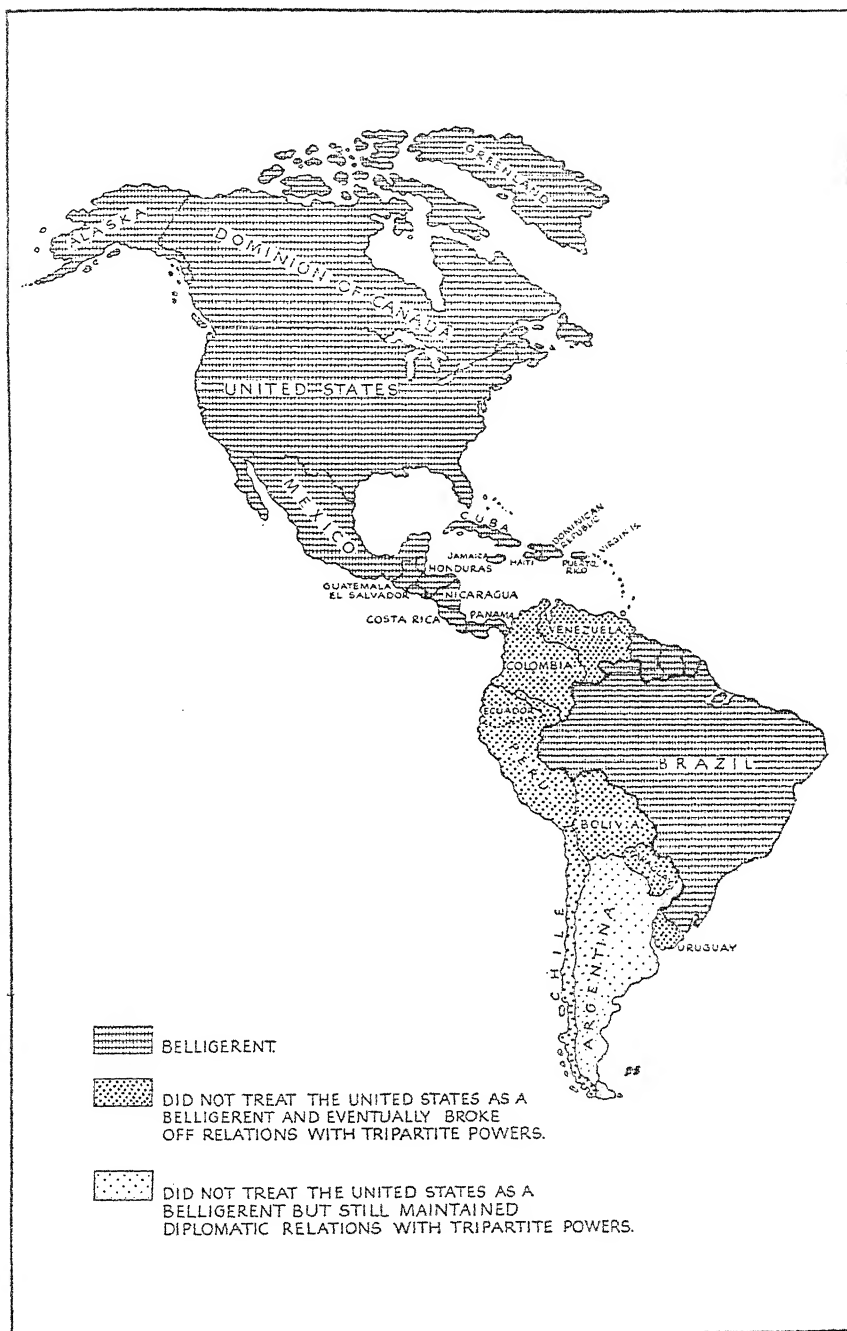 GREENLAND
ALASKA
DOMINION OF CANADA
UNITED STATES
MEXICO
CUBA
DOMINICAN
REPUBLIC
VIRGIN IS.
JAMAICA
HAITI
PUERTO
RICO
HONDURAS
GUATEMALA
EL SALVADOR
NICARAGUA
COSTA RICA
PANAMA
VENEZUELA
COLOMBIA
ECUADOR
PERU
BRAZIL
BOLIVIA
CHILE
ARGENTINA
URUGUAY
BELLIGERENT.
DID NOT TREAT THE UNITED STATES AS A
BELLIGERENT AND EVENTUALLY BROKE
OFF RELATIONS WITH TRIPARTITE POWERS.
DID NOT TREAT THE UNITED STATES AS A
BELLIGERENT BUT STILL MAINTAINED
DIPLOMATIC RELATIONS WITH TRIPARTITE POWERS.